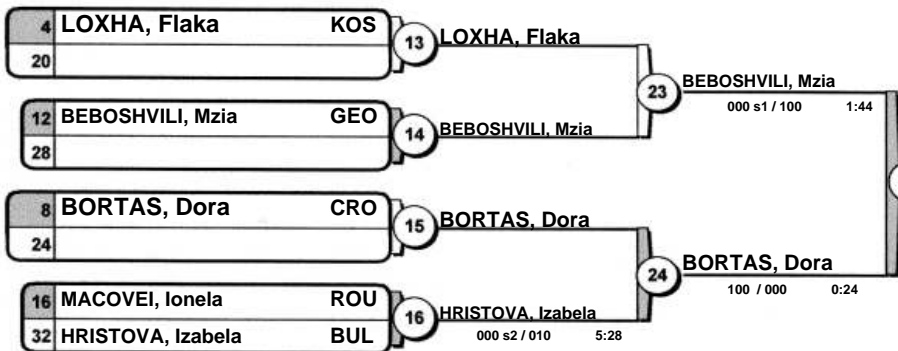 4 LOXHA, Flaka KOS
20
13
LOXHA, Flaka
12 BEBOSHVILI, Mzia GEO
28
14
BEBOSHVILI, Mzia
23
BEBOSHVILI, Mzia
000 s1 / 100 1:44
8 BORTAS, Dora CRO
24
15
BORTAS, Dora
16 MACOVEI, Ionela ROU
32 HRISTOVA, Izabela BUL
16
HRISTOVA, Izabela
000 s2 / 010 5:28
24
BORTAS, Dora
100 / 000 0:24